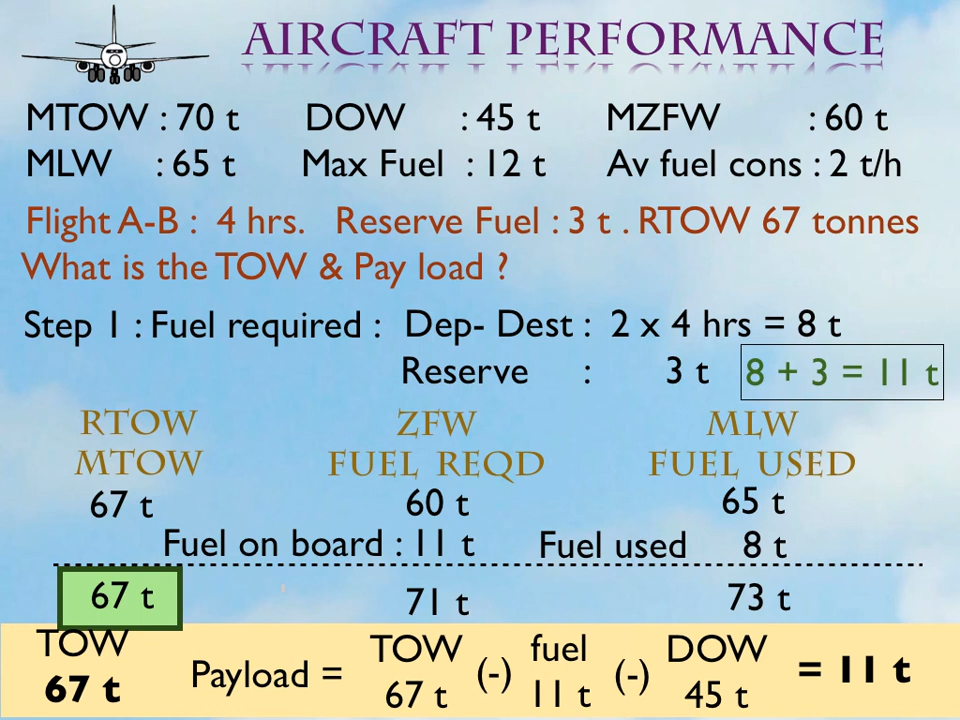 AIRCRAFT PERFORMANCE
MTOW : 70 t DOW : 45 t MZFW : 60 t
MLW : 65 t Max Fuel : 12 t Av fuel cons : 2 t/h
Flight A-B : 4 hrs. Reserve Fuel : 3 t . RTOW 67 tonnes
What is the TOW & Pay load ?
Step 1 : Fuel required : Dep- Dest : 2 x 4 hrs = 8 t
Reserve : 3 t 8 + 3 = 11 t
RTOW ZFW MLW
MTOW FUEL REQD FUEL USED
67 t 60 t 65 t
Fuel on board : 11 t Fuel used 8 t
67 t 71 t 73 t
TOW TOW fuel DOW
Payload = (-) (-) = 11 t
67 t 67 t 11 t 45 t